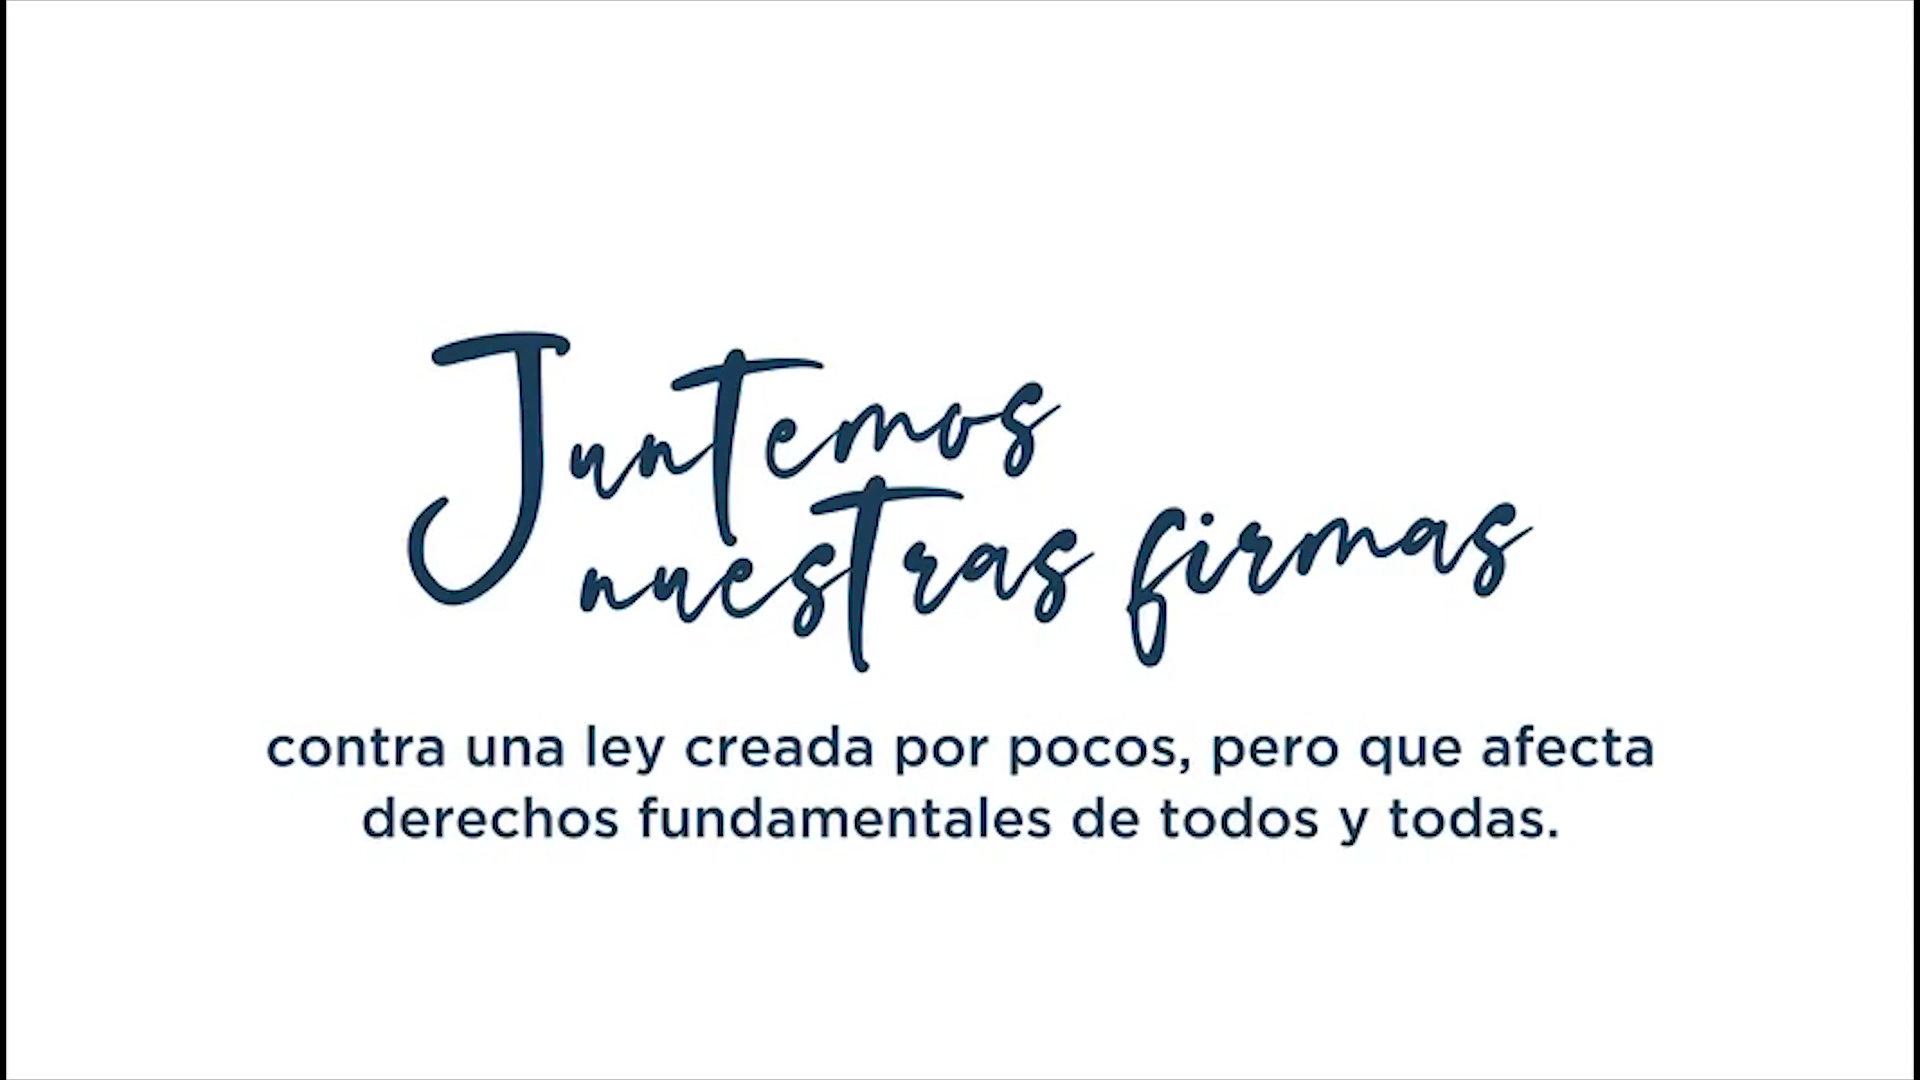 Juntemos
nuestras firmas
contra una ley creada por pocos, pero que afecta
derechos fundamentales de todos y todas.